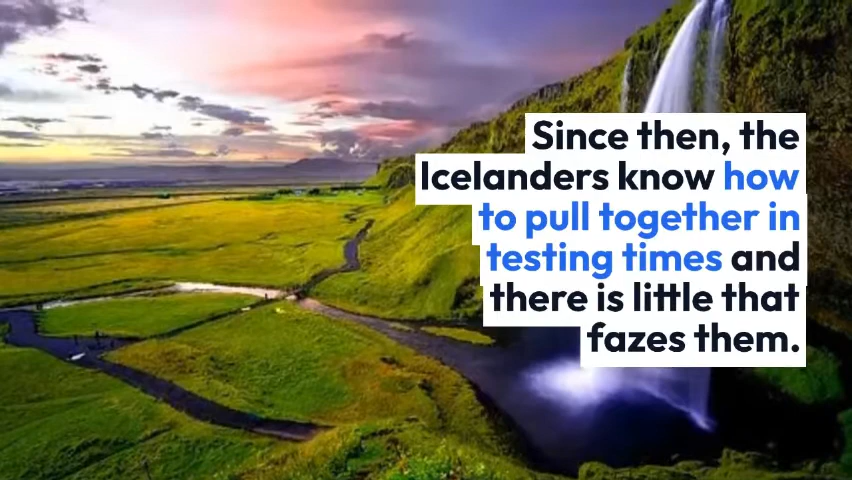 Since then, the
Icelanders know how
to pull together in
testing times and
there is little that
fazes them.